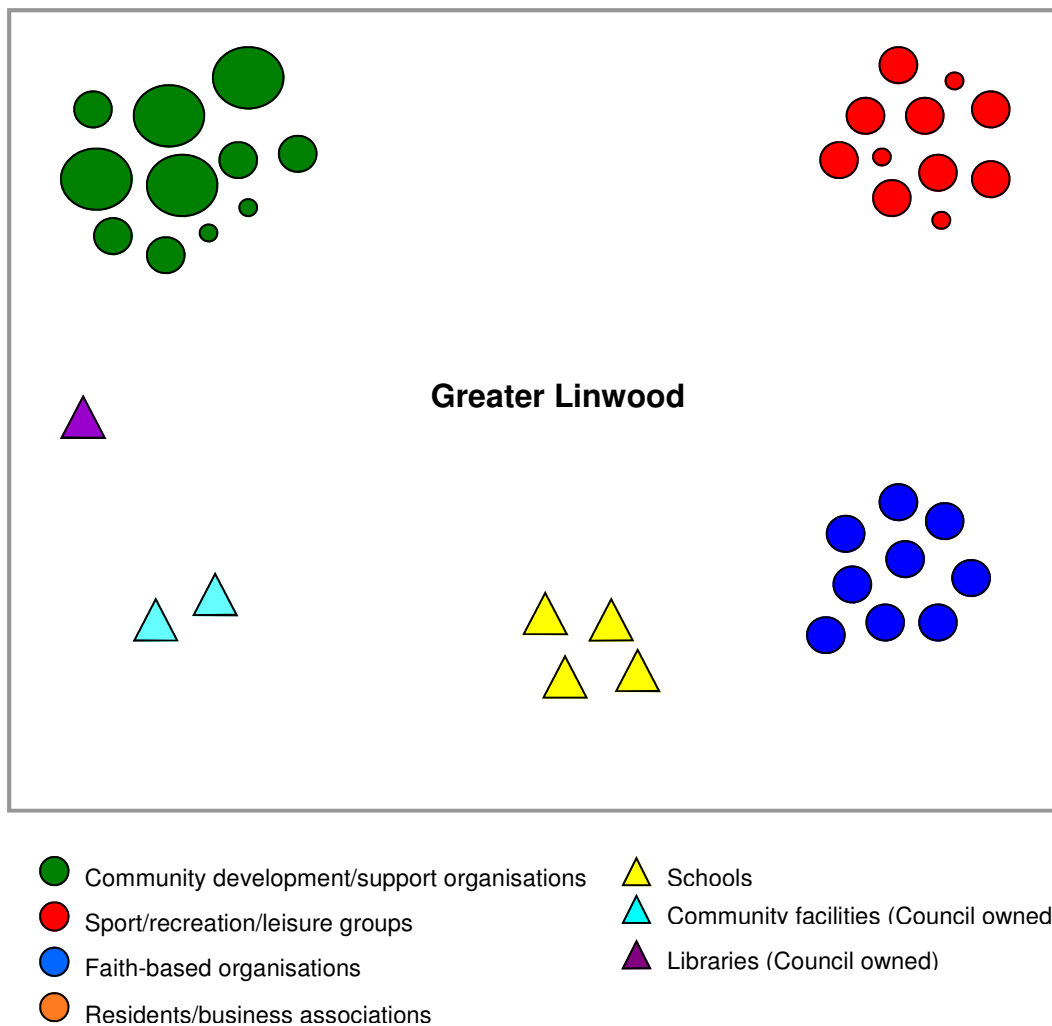 Greater Linwood
Community development/support organisations
Sport/recreation/leisure groups
Faith-based organisations
Residents/business associations
Schools
Community facilities (Council owned
Libraries (Council owned)